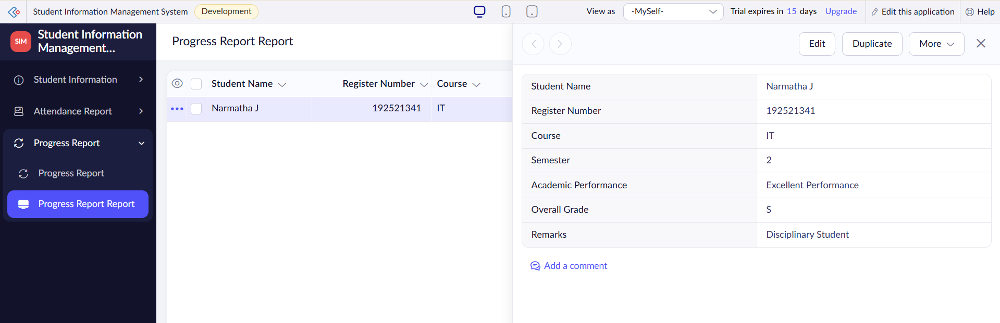 Student Information Management System Development View as -MySelf- Trial expires in 15 days Upgrade Edit this application Help
SIM Student Information
Management...
Student Information
Attendance Report
Progress Report
Progress Report
Progress Report Report
Progress Report Report
Student Name Register Number Course
Narmatha J 192521341 IT
Edit Duplicate More
Student Name Narmatha J
Register Number 192521341
Course IT
Semester 2
Academic Performance Excellent Performance
Overall Grade S
Remarks Disciplinary Student
Add a comment